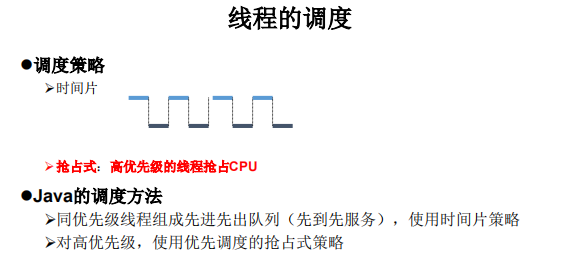 线程的调度
●调度策略
➢时间片
➢抢占式：高优先级的线程抢占CPU
●Java的调度方法
➢同优先级线程组成先进先出队列（先到先服务），使用时间片策略
➢对高优先级，使用优先调度的抢占式策略